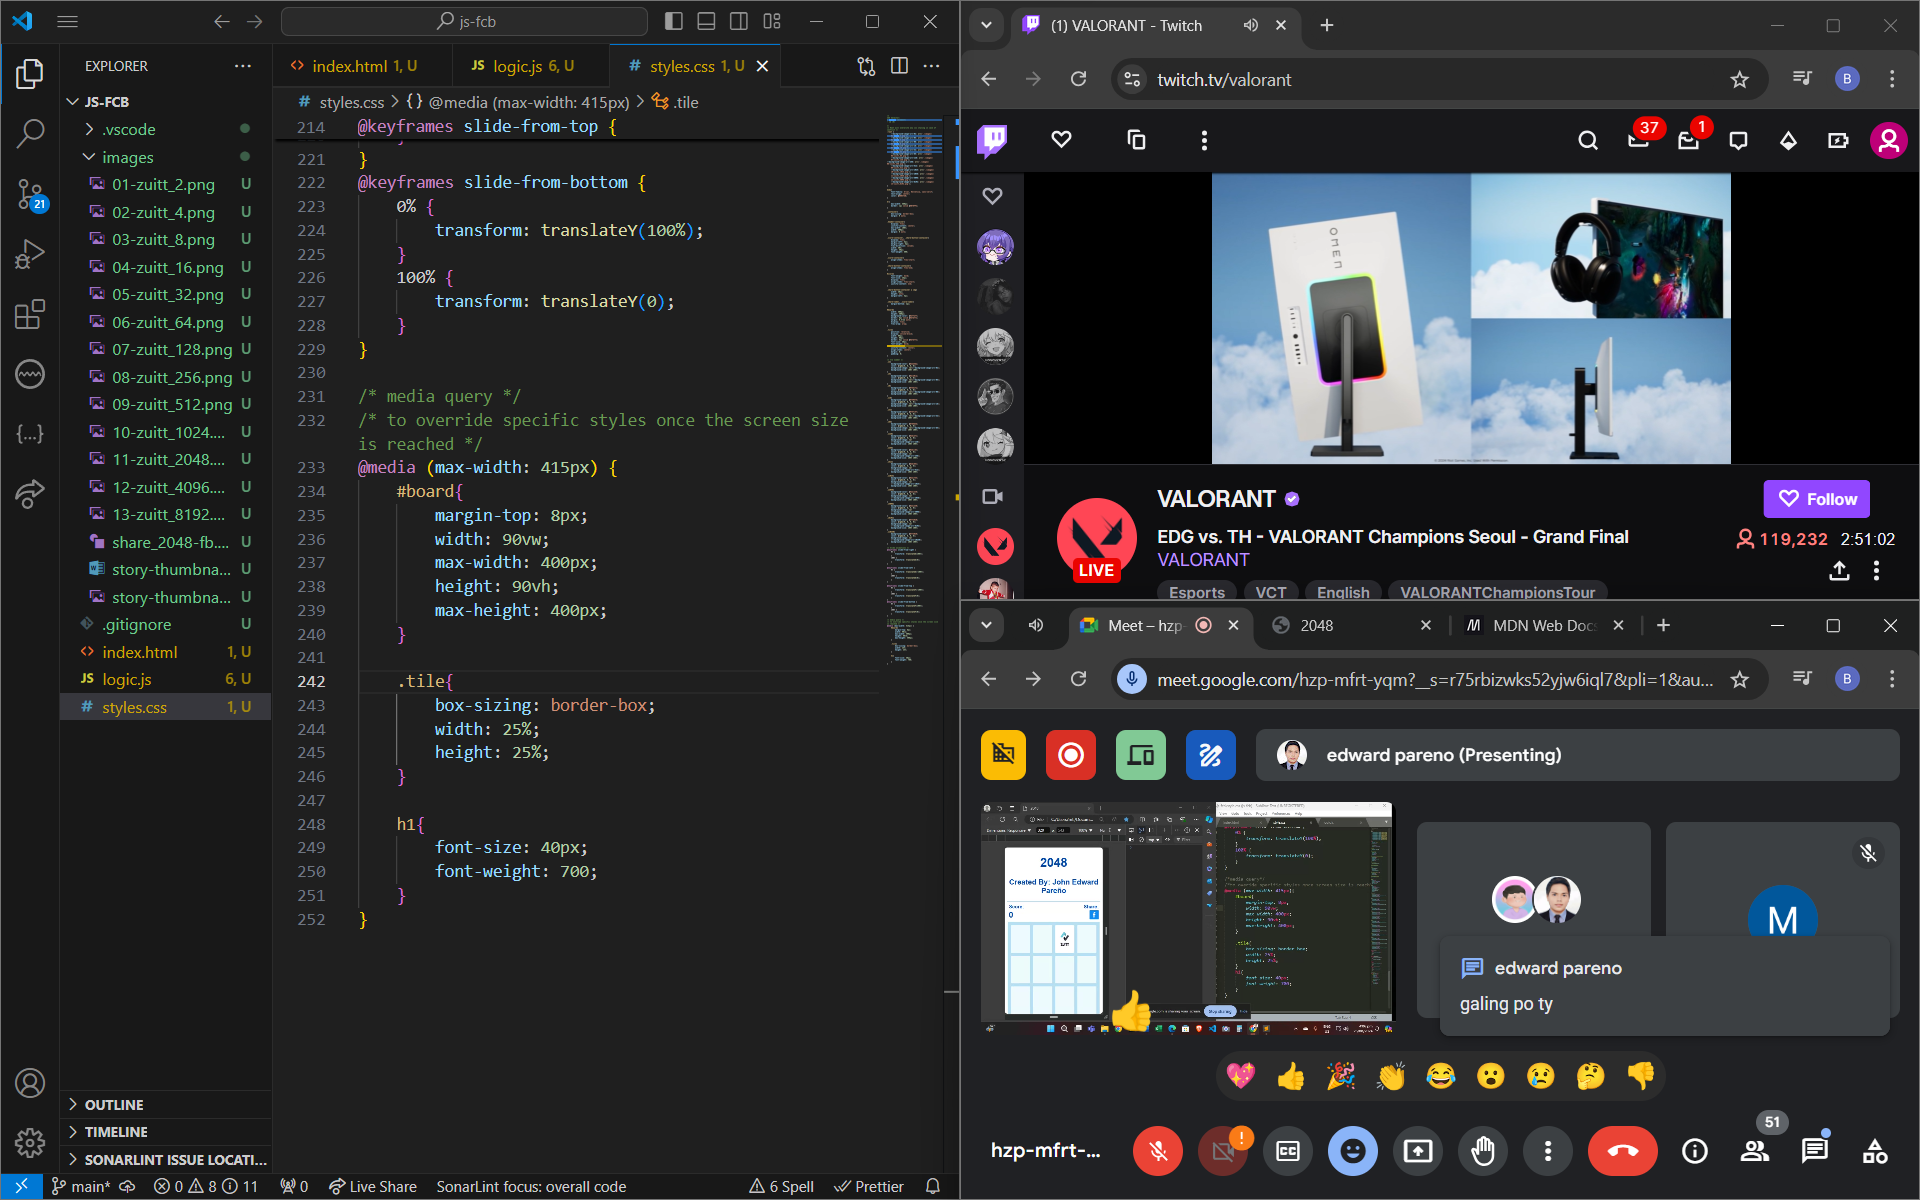 js-fcb
EXPLORER
JS-FCB
.vscode
images
01-zuitt_2.png U
02-zuitt_4.png U
03-zuitt_8.png U
04-zuitt_16.png U
05-zuitt_32.png U
06-zuitt_64.png U
07-zuitt_128.png U
08-zuitt_256.png U
09-zuitt_512.png U
10-zuitt_1024.... U
11-zuitt_2048.... U
12-zuitt_4096.... U
13-zuitt_8192.... U
share_2048-fb.... U
story-thumbna... U
story-thumbna... U
.gitignore U
index.html 1, U
logic.js 6, U
styles.css 1, U
OUTLINE
TIMELINE
SONARLINT ISSUE LOCATI...
21
index.html 1, U
logic.js 6, U
styles.css 1, U
styles.css > {} @media (max-width: 415px) > .tile
214 @keyframes slide-from-top {
221 }
222 @keyframes slide-from-bottom {
223 0% {
224 transform: translateY(100%);
225 }
226 100% {
227 transform: translateY(0);
228 }
229 }
230
231 /* media query */
232 /* to override specific styles once the screen size
is reached */
233 @media (max-width: 415px) {
234 #board{
235 margin-top: 8px;
236 width: 90vw;
237 max-width: 400px;
238 height: 90vh;
239 max-height: 400px;
240 }
241
242 .tile{
243 box-sizing: border-box;
244 width: 25%;
245 height: 25%;
246 }
247
248 h1{
249 font-size: 40px;
250 font-weight: 700;
251 }
252 }
main* 0 8 11 0 Live Share SonarLint focus: overall code 6 Spell Prettier
(1) VALORANT - Twitch
twitch.tv/valorant
B
37
1
OMEN
VALORANT
Follow
EDG vs. TH - VALORANT Champions Seoul - Grand Final
119,232 2:51:02
VALORANT
LIVE
Esports VCT English VALORANTChampionsTour
Meet – hzp-
2048
MDN Web Docs
meet.google.com/hzp-mfrt-yqm?__s=r75rbizwks52yjw6iql7&pli=1&au...
B
edward pareno (Presenting)
2048
Created By: John Edward
Pareño
Score
0
Share
M
edward pareno
galing po ty
51
hzp-mfrt-...